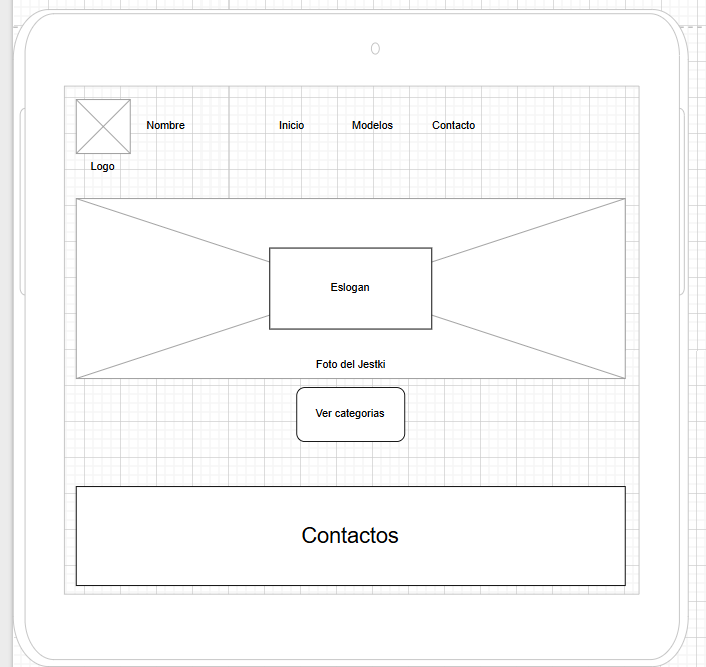 Nombre
Inicio
Modelos
Contacto
Logo
Eslogan
Foto del Jestki
Ver categorias
Contactos